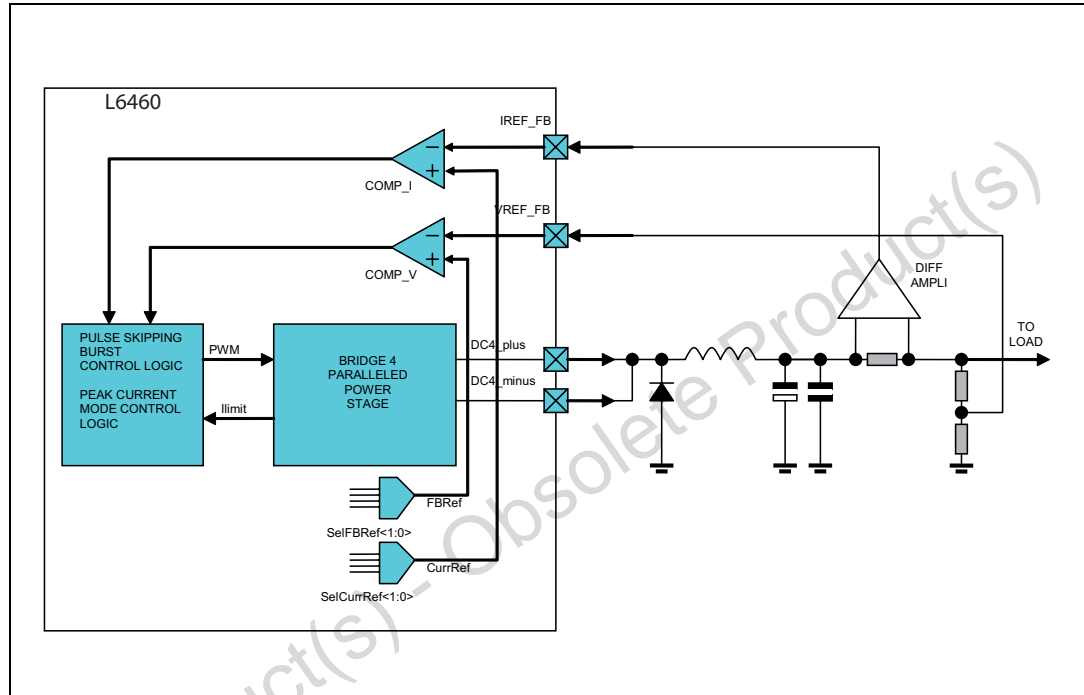 L6460
IREF_FB
COMP_I
VREF_FB
COMP_V
DIFF
AMPLI
TO
LOAD
PULSE SKIPPING
BURST
CONTROL LOGIC
PEAK CURRENT
MODE CONTROL
LOGIC
PWM
Ilimit
BRIDGE 4
PARALLELED
POWER
STAGE
DC4_plus
DC4_minus
FBRef
SelFBRef<1:0>
CurrRef
SelCurrRef<1:0>
uct(s) - Obsolete Product(s)